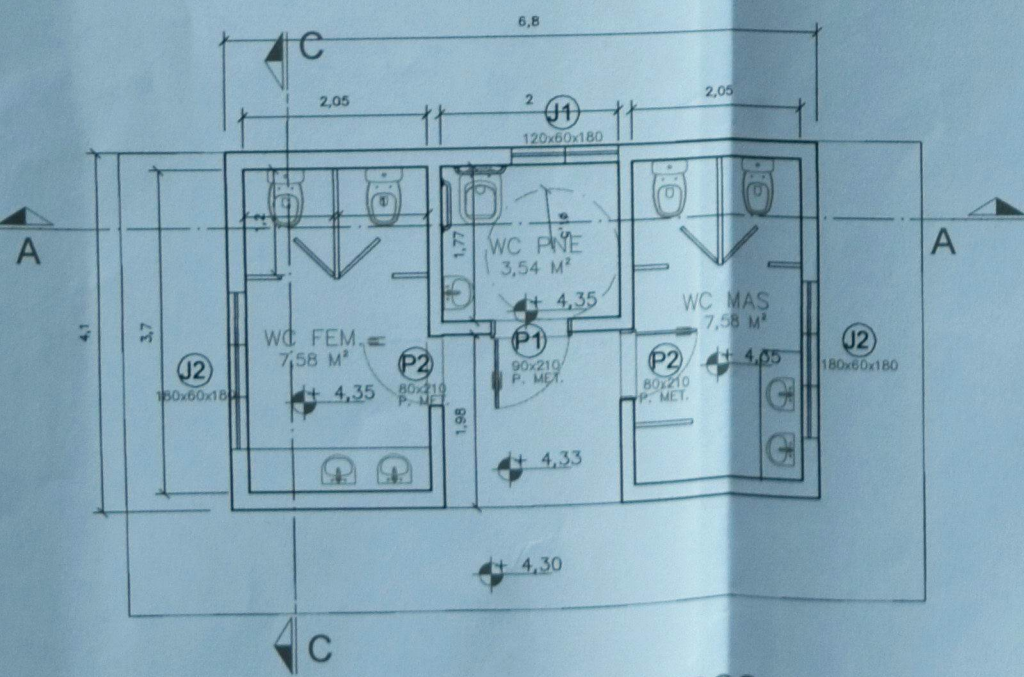 6,8
C
2,05
2
2,05
J1
120x60x180
1,2
1,77
WC PNE
3,54 M²
A
A
4,1
3,7
4,35
WC FEM.
7,58 M²
WC MAS
7,58 M²
P1
90x210
P. MET.
J2
180x60x180
P2
80x210
P. MET.
P2
80x210
P. MET.
J2
180x60x180
4,35
1,98
4,33
4,30
C